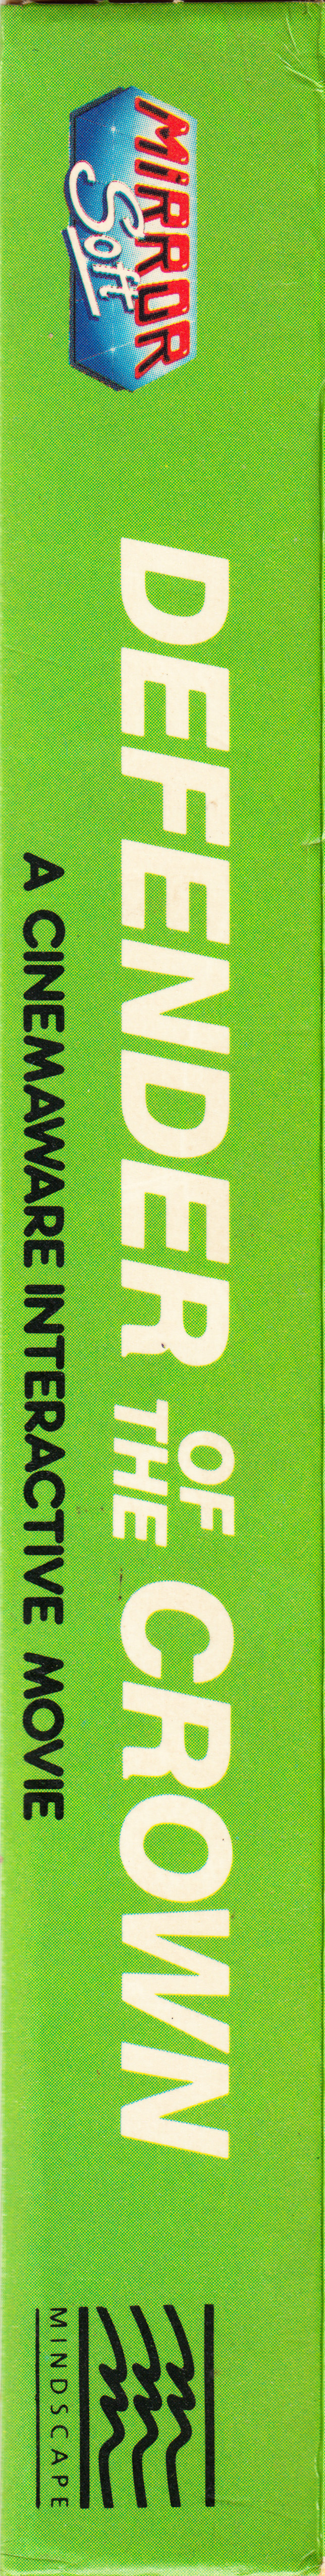 MIRROR
Soft
DEFENDER OF THE CROWN
A CINEMAWARE INTERACTIVE MOVIE
MINDSCAPE